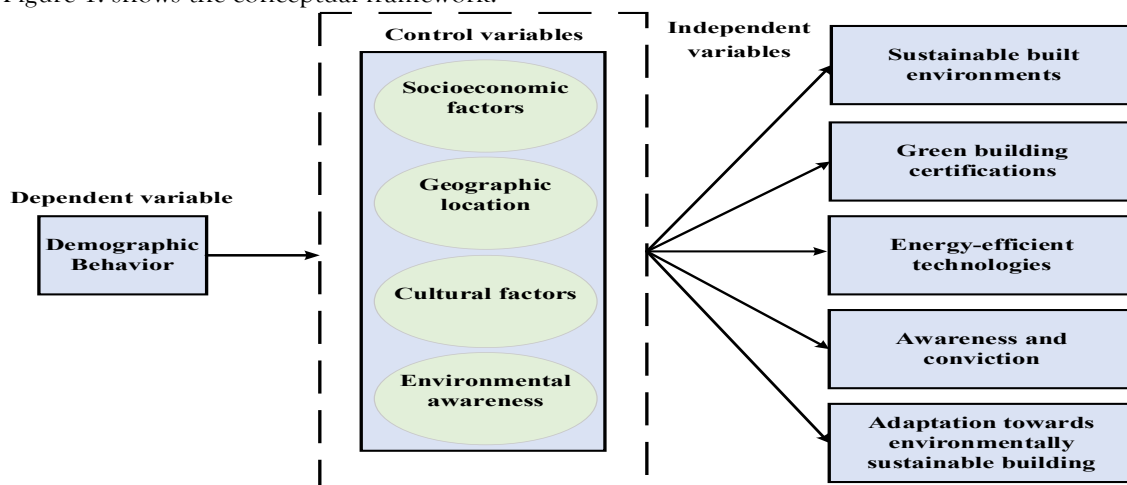 Figure 1. shows the conceptual framework.
Control variables
Socioeconomic
factors
Geographic
location
Cultural factors
Environmental
awareness
Dependent variable
Demographic
Behavior
Independent
variables
Sustainable built
environments
Green building
certifications
Energy-efficient
technologies
Awareness and
conviction
Adaptation towards
environmentally
sustainable building